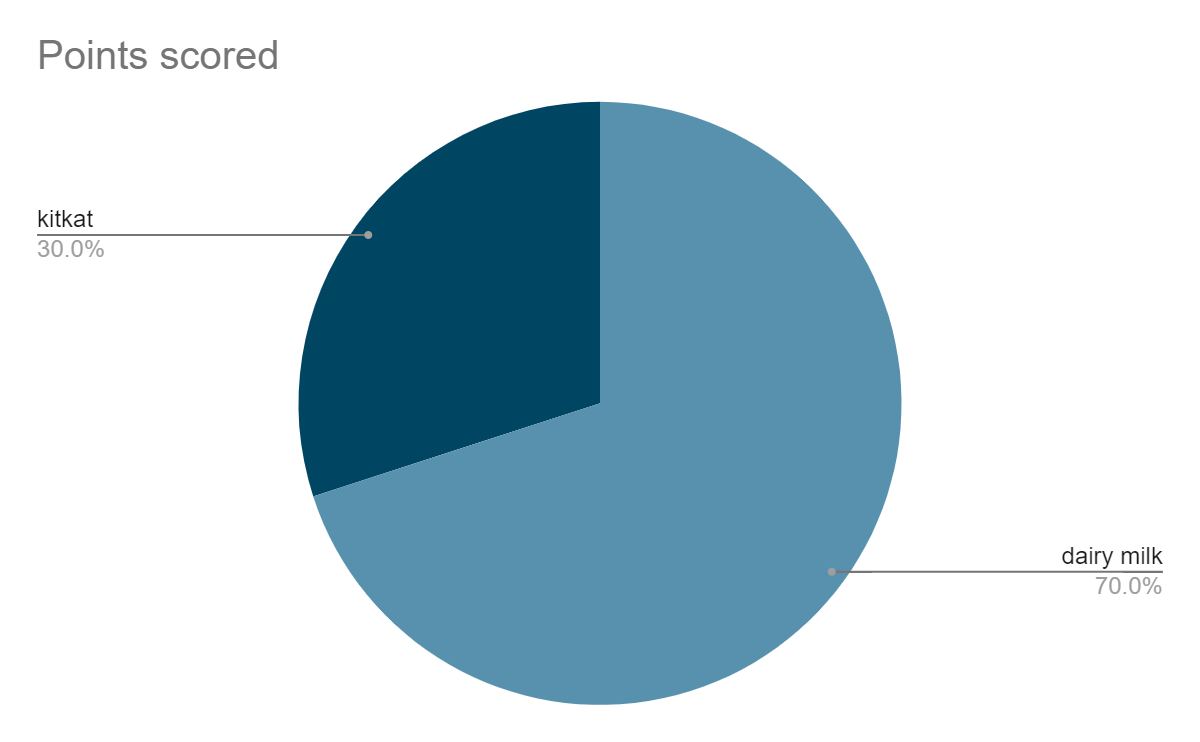 Points scored
kitkat
30.0%
dairy milk
70.0%